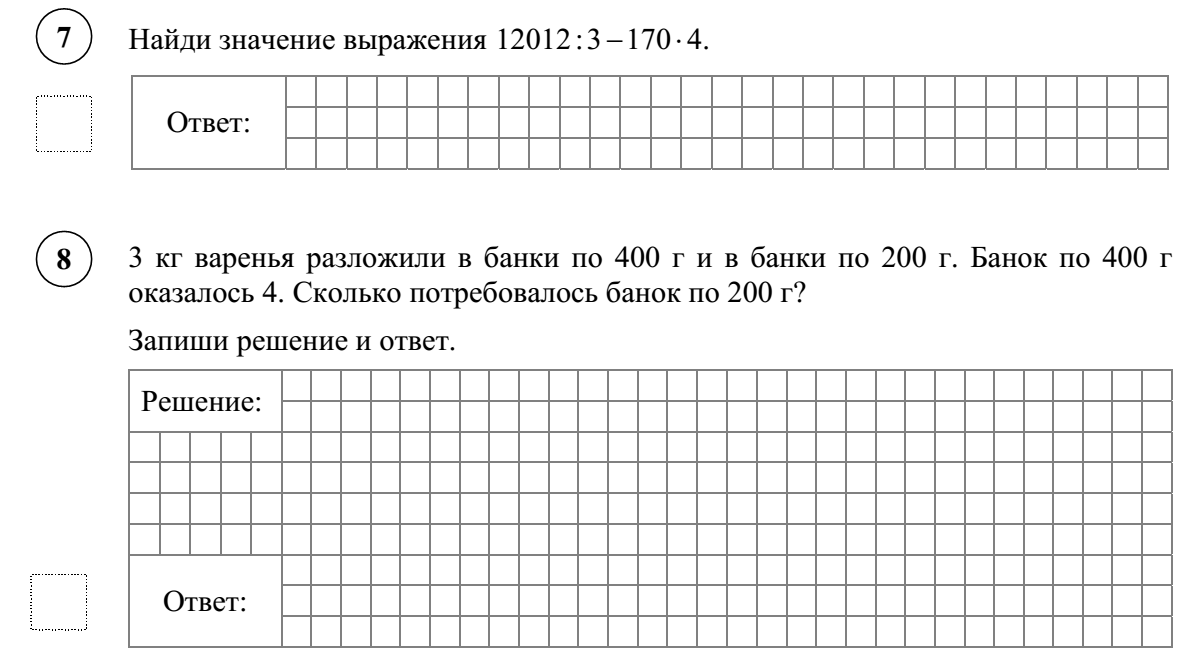 7 Найди значение выражения 12012 : 3 – 170 · 4.
Ответ:
8 3 кг варенья разложили в банки по 400 г и в банки по 200 г. Банок по 400 г
оказалось 4. Сколько потребовалось банок по 200 г?
Запиши решение и ответ.
Решение:
Ответ: